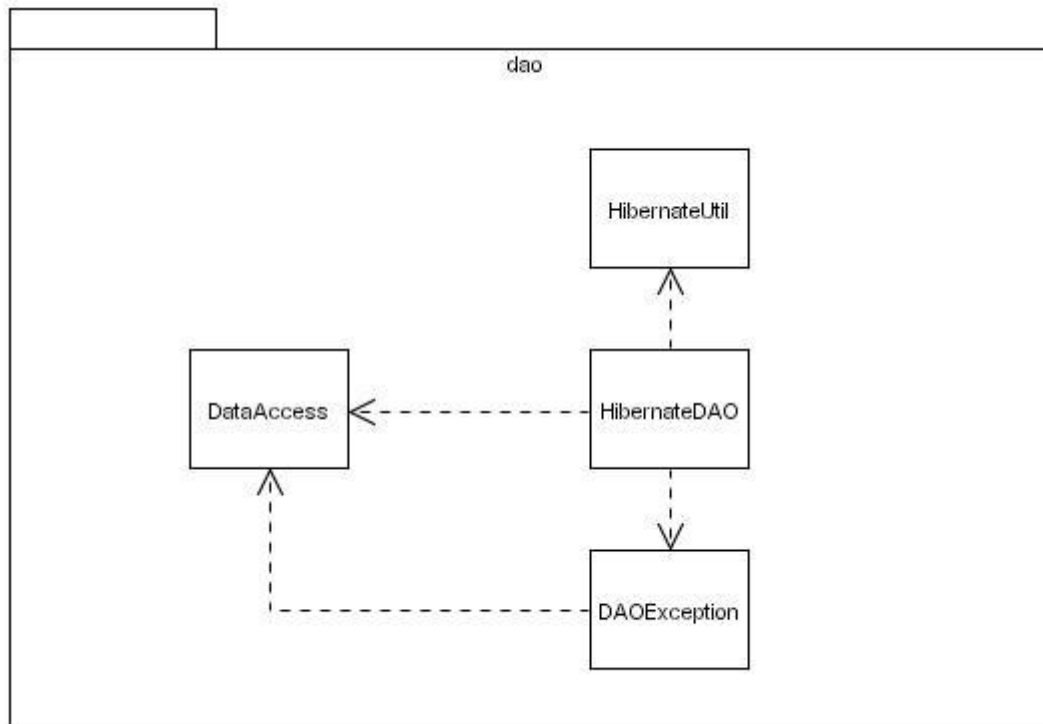 dao
HibernateUtil
DataAccess
HibernateDAO
DAOException